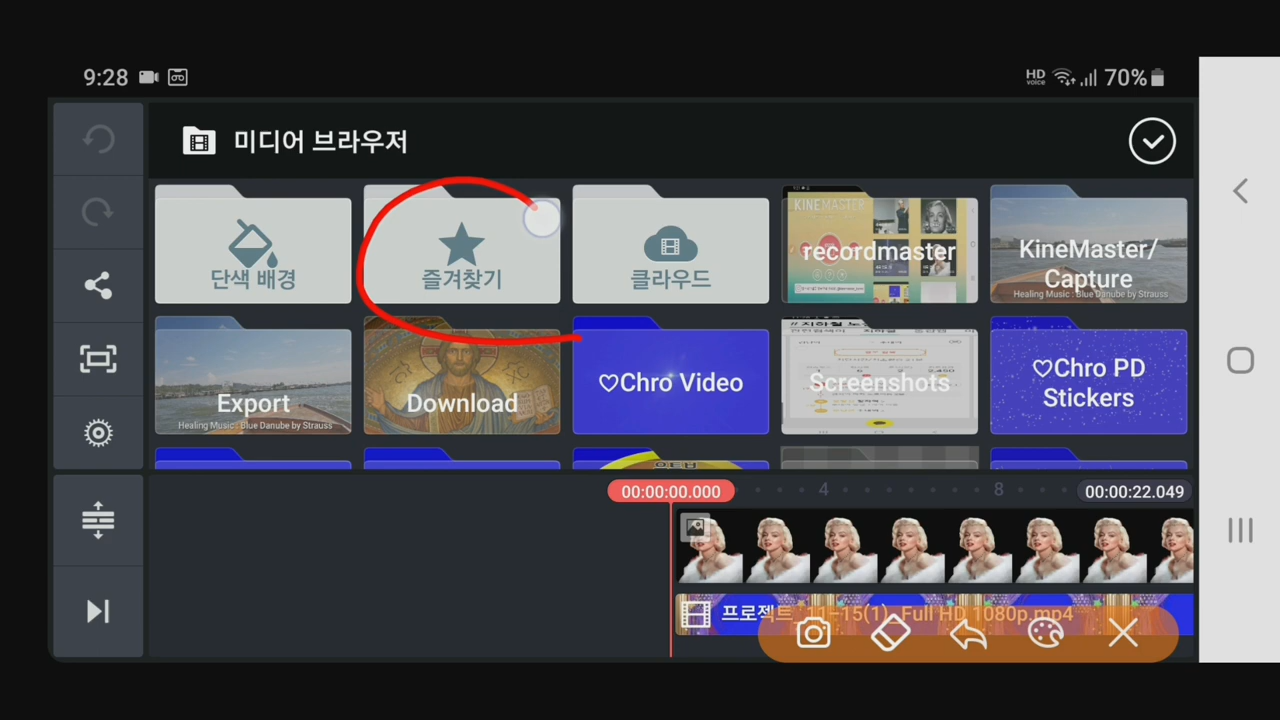 9:28
HD voice 70%
미디어 브라우저
단색 배경
즐겨찾기
클라우드
KINEMASTER
recordmaster
KineMaster/
Capture
Healing Music : Blue Danube by Strauss
Export
Healing Music : Blue Danube by Strauss
Download
♡Chro Video
Screenshots
♡Chro PD
Stickers
00:00:00.000
4
8
00:00:22.049
프로젝트 '11-15(1)_Full HD 1080p.mp4